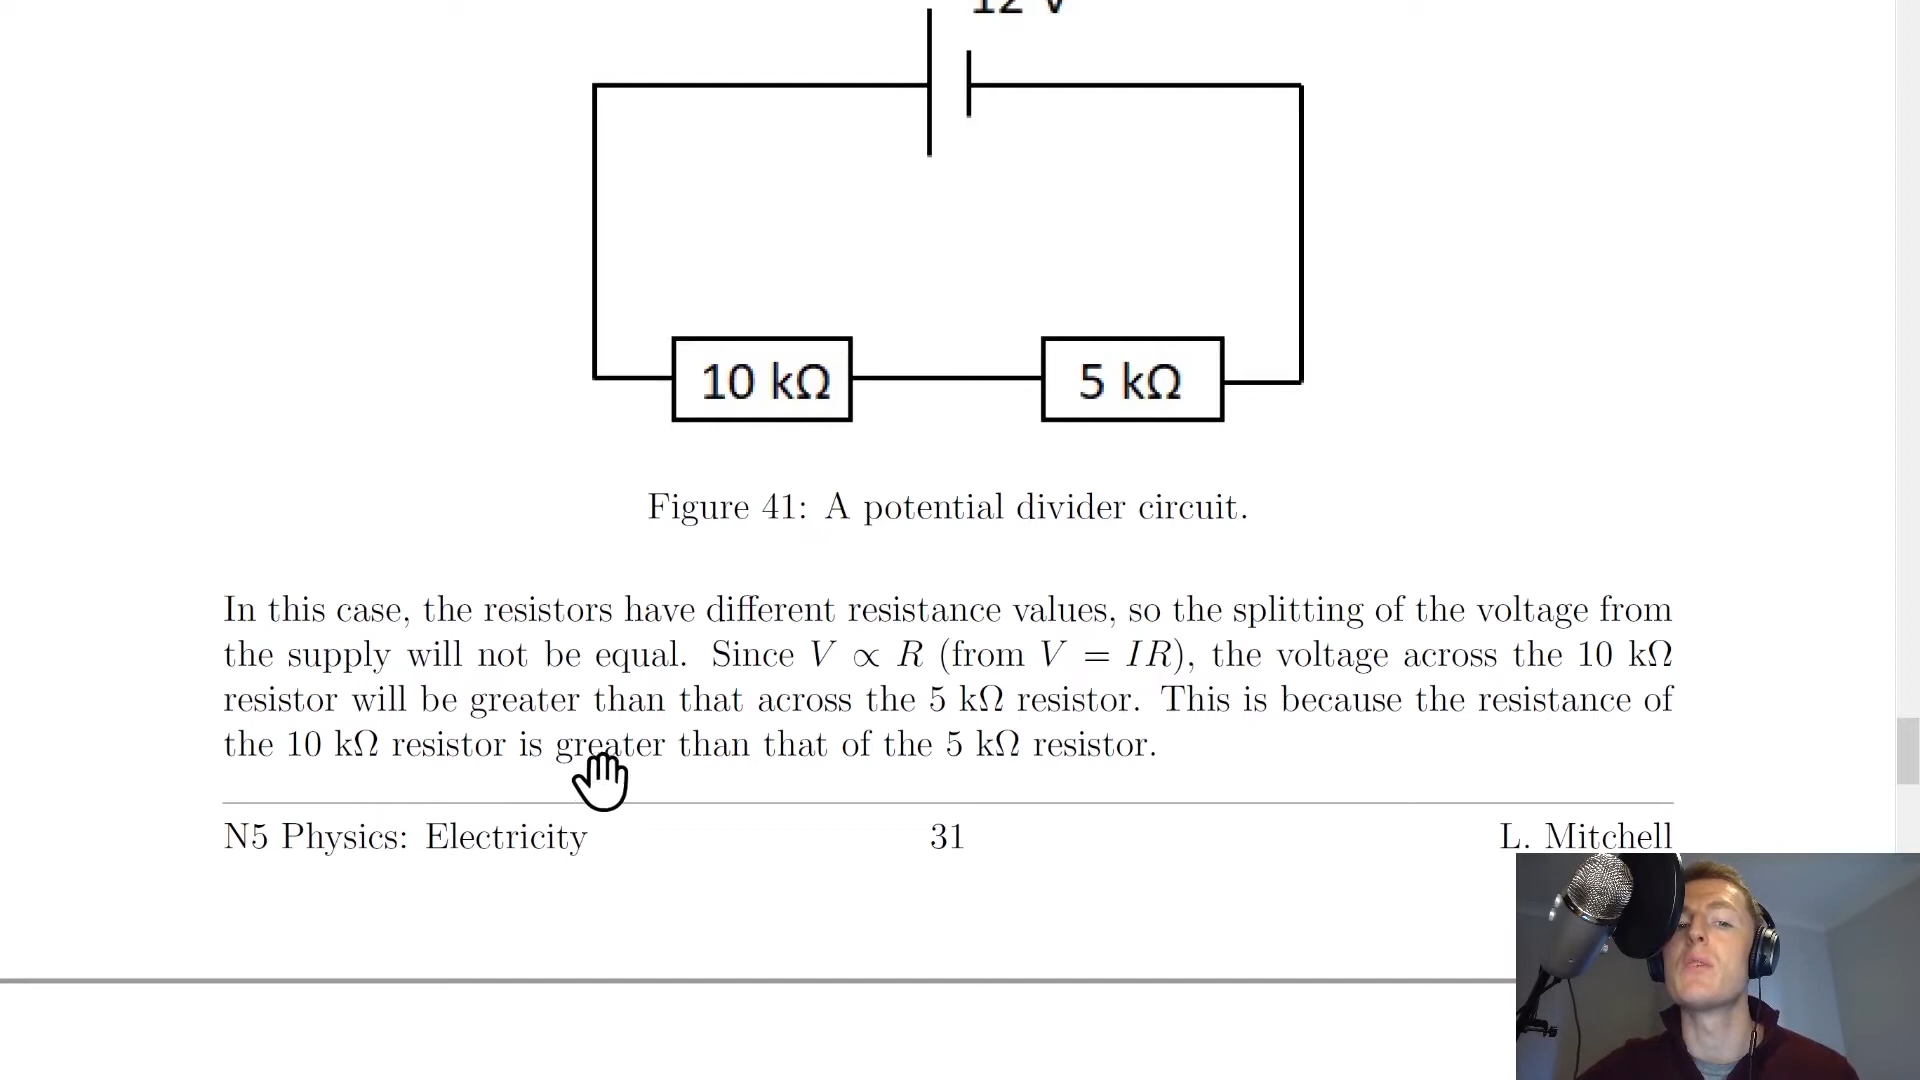 12 V
10 kΩ
5 kΩ
Figure 41: A potential divider circuit.
In this case, the resistors have different resistance values, so the splitting of the voltage from
the supply will not be equal. Since V ∝ R (from V = IR), the voltage across the 10 kΩ
resistor will be greater than that across the 5 kΩ resistor. This is because the resistance of
the 10 kΩ resistor is greater than that of the 5 kΩ resistor.
N5 Physics: Electricity
31
L. Mitchell